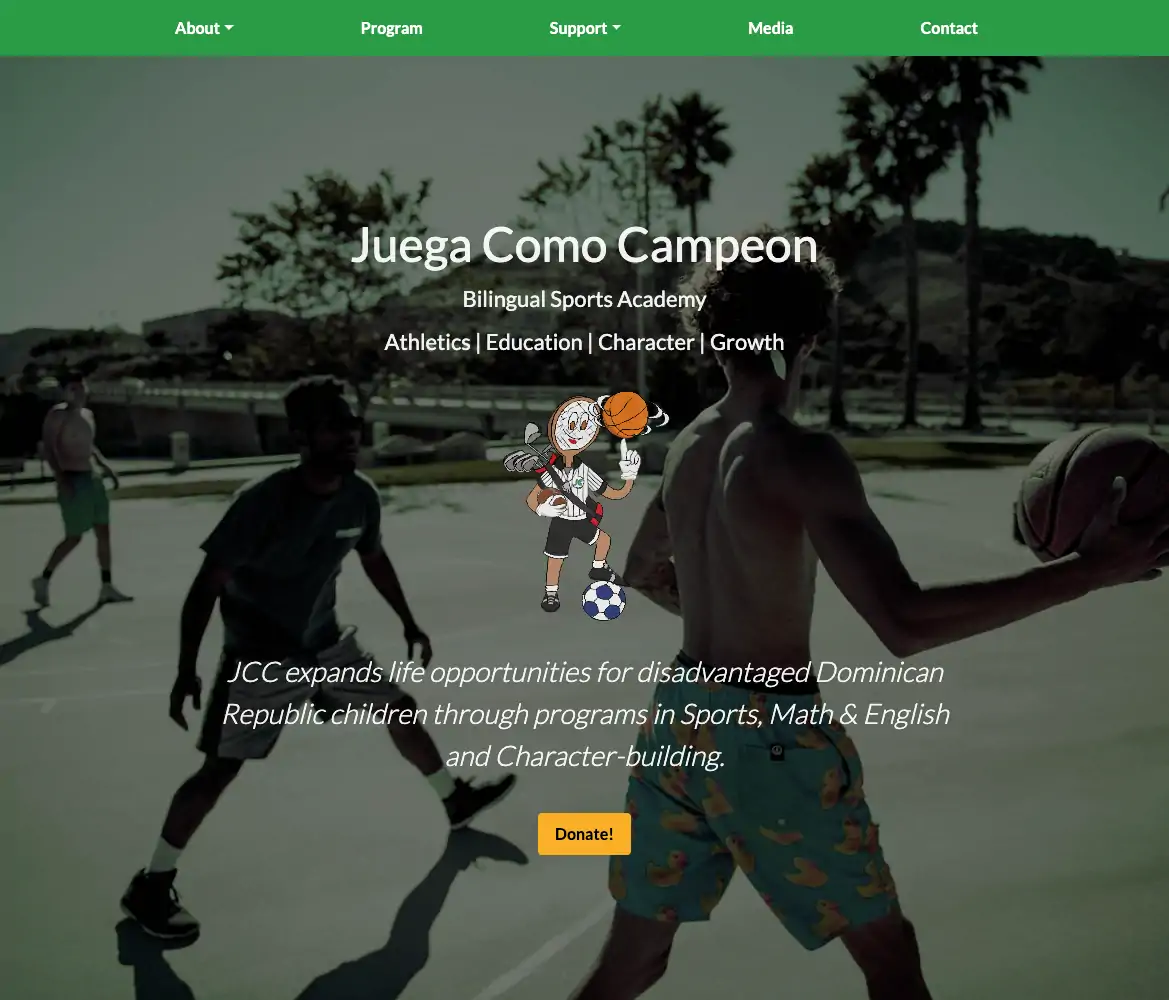 About
Program
Support
Media
Contact
Juega Como Campeon
Bilingual Sports Academy
Athletics | Education | Character | Growth
JCC expands life opportunities for disadvantaged Dominican
Republic children through programs in Sports, Math & English
and Character-building.
Donate!